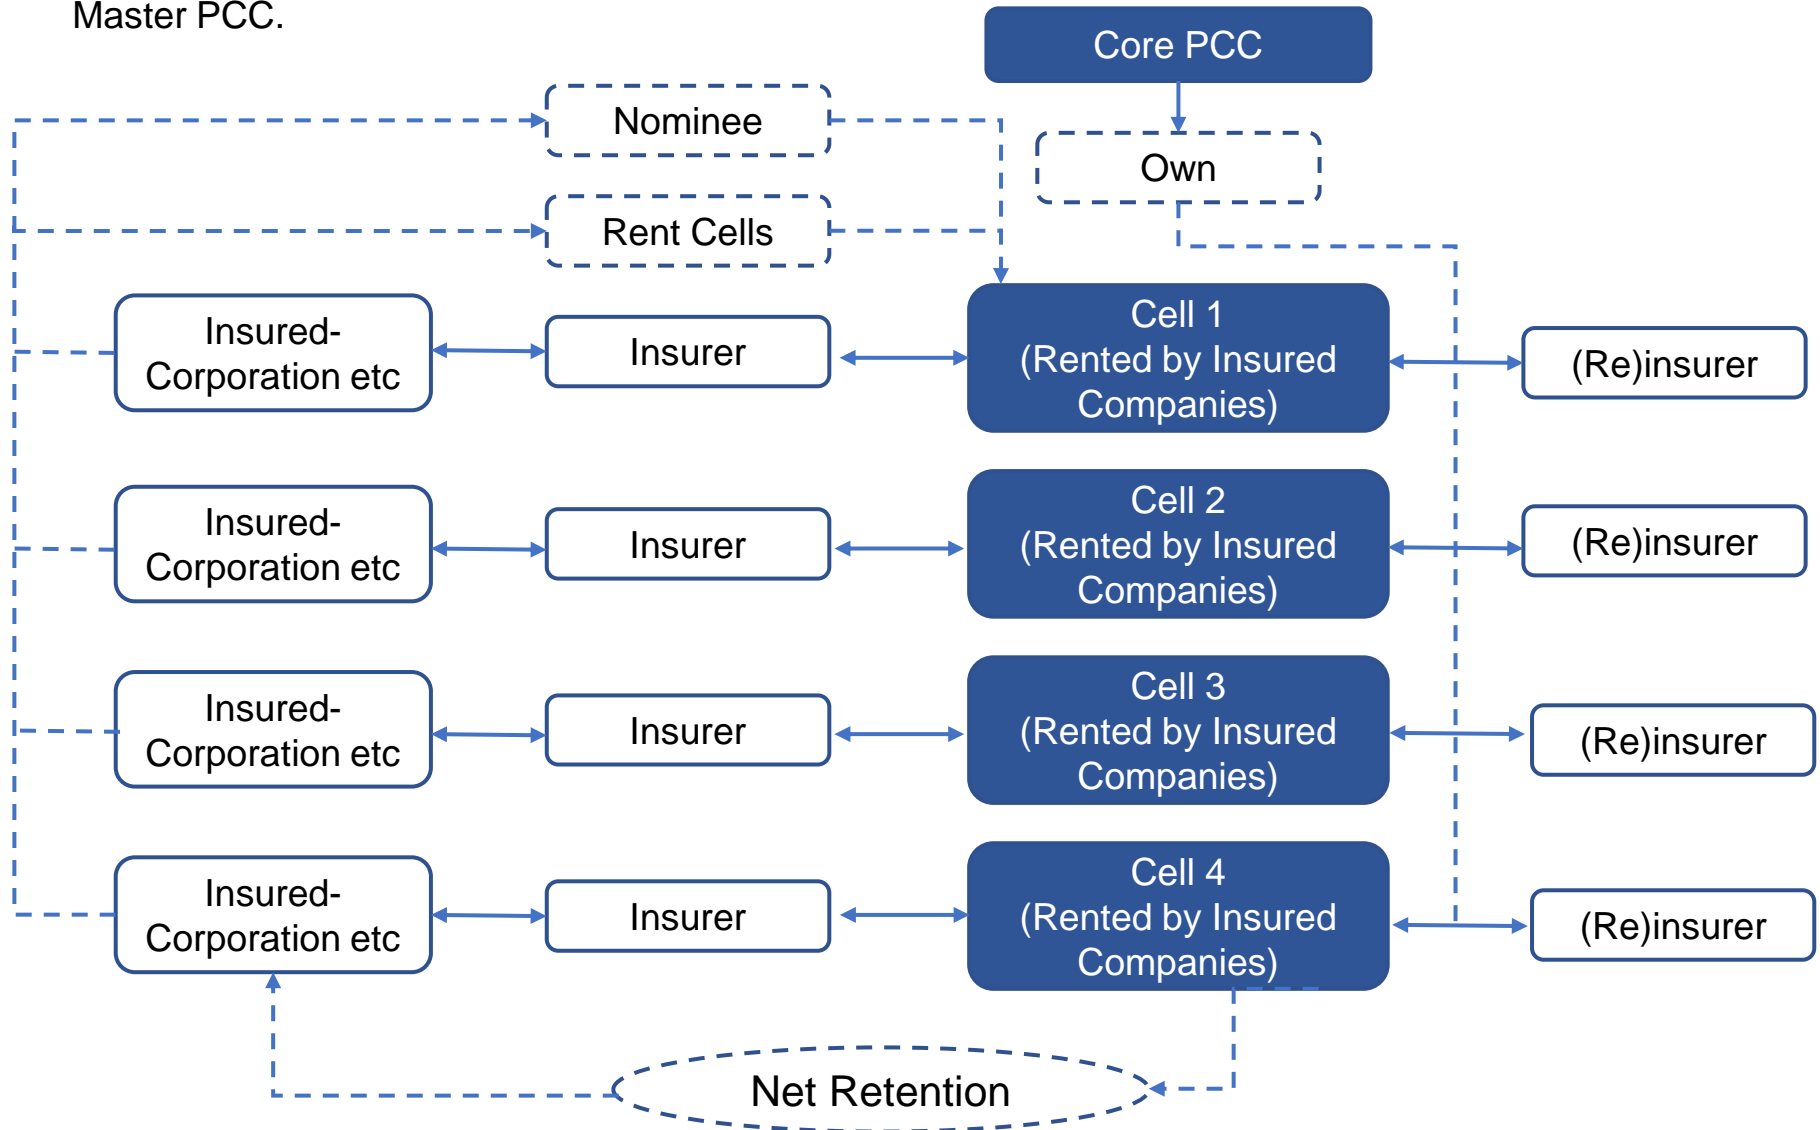 Master PCC.
Core PCC
Nominee
Own
Rent Cells
Insured-
Corporation etc
Insurer
Cell 1
(Rented by Insured
Companies)
(Re)insurer
Insured-
Corporation etc
Insurer
Cell 2
(Rented by Insured
Companies)
(Re)insurer
Insured-
Corporation etc
Insurer
Cell 3
(Rented by Insured
Companies)
(Re)insurer
Insured-
Corporation etc
Insurer
Cell 4
(Rented by Insured
Companies)
(Re)insurer
Net Retention